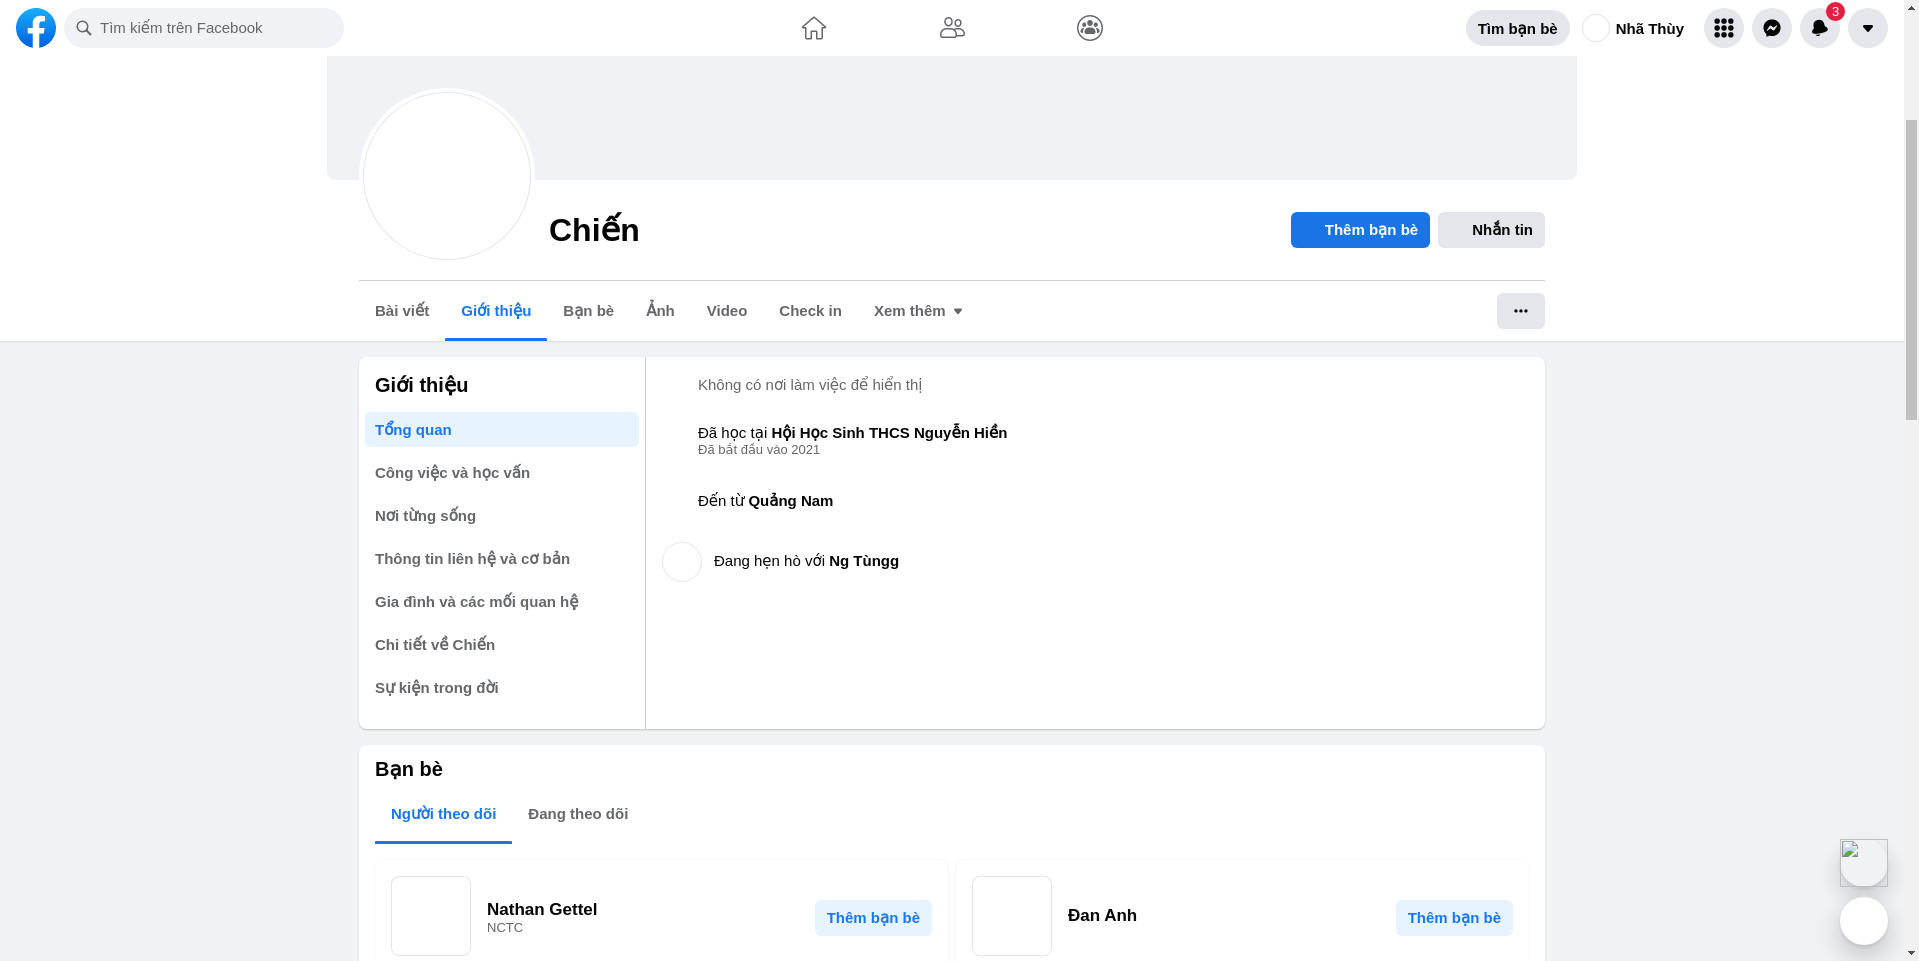 Tìm kiếm trên Facebook
Tìm bạn bè
Nhã Thùy
3
Chiến
Thêm bạn bè
Nhắn tin
Bài viết
Giới thiệu
Bạn bè
Ảnh
Video
Check in
Xem thêm
Giới thiệu
Tổng quan
Công việc và học vấn
Nơi từng sống
Thông tin liên hệ và cơ bản
Gia đình và các mối quan hệ
Chi tiết về Chiến
Sự kiện trong đời
Không có nơi làm việc để hiển thị
Đã học tại Hội Học Sinh THCS Nguyễn Hiền
Đã bắt đầu vào 2021
Đến từ Quảng Nam
Đang hẹn hò với Ng Tùngg
Bạn bè
Người theo dõi
Đang theo dõi
Nathan Gettel
NCTC
Thêm bạn bè
Đan Anh
Thêm bạn bè